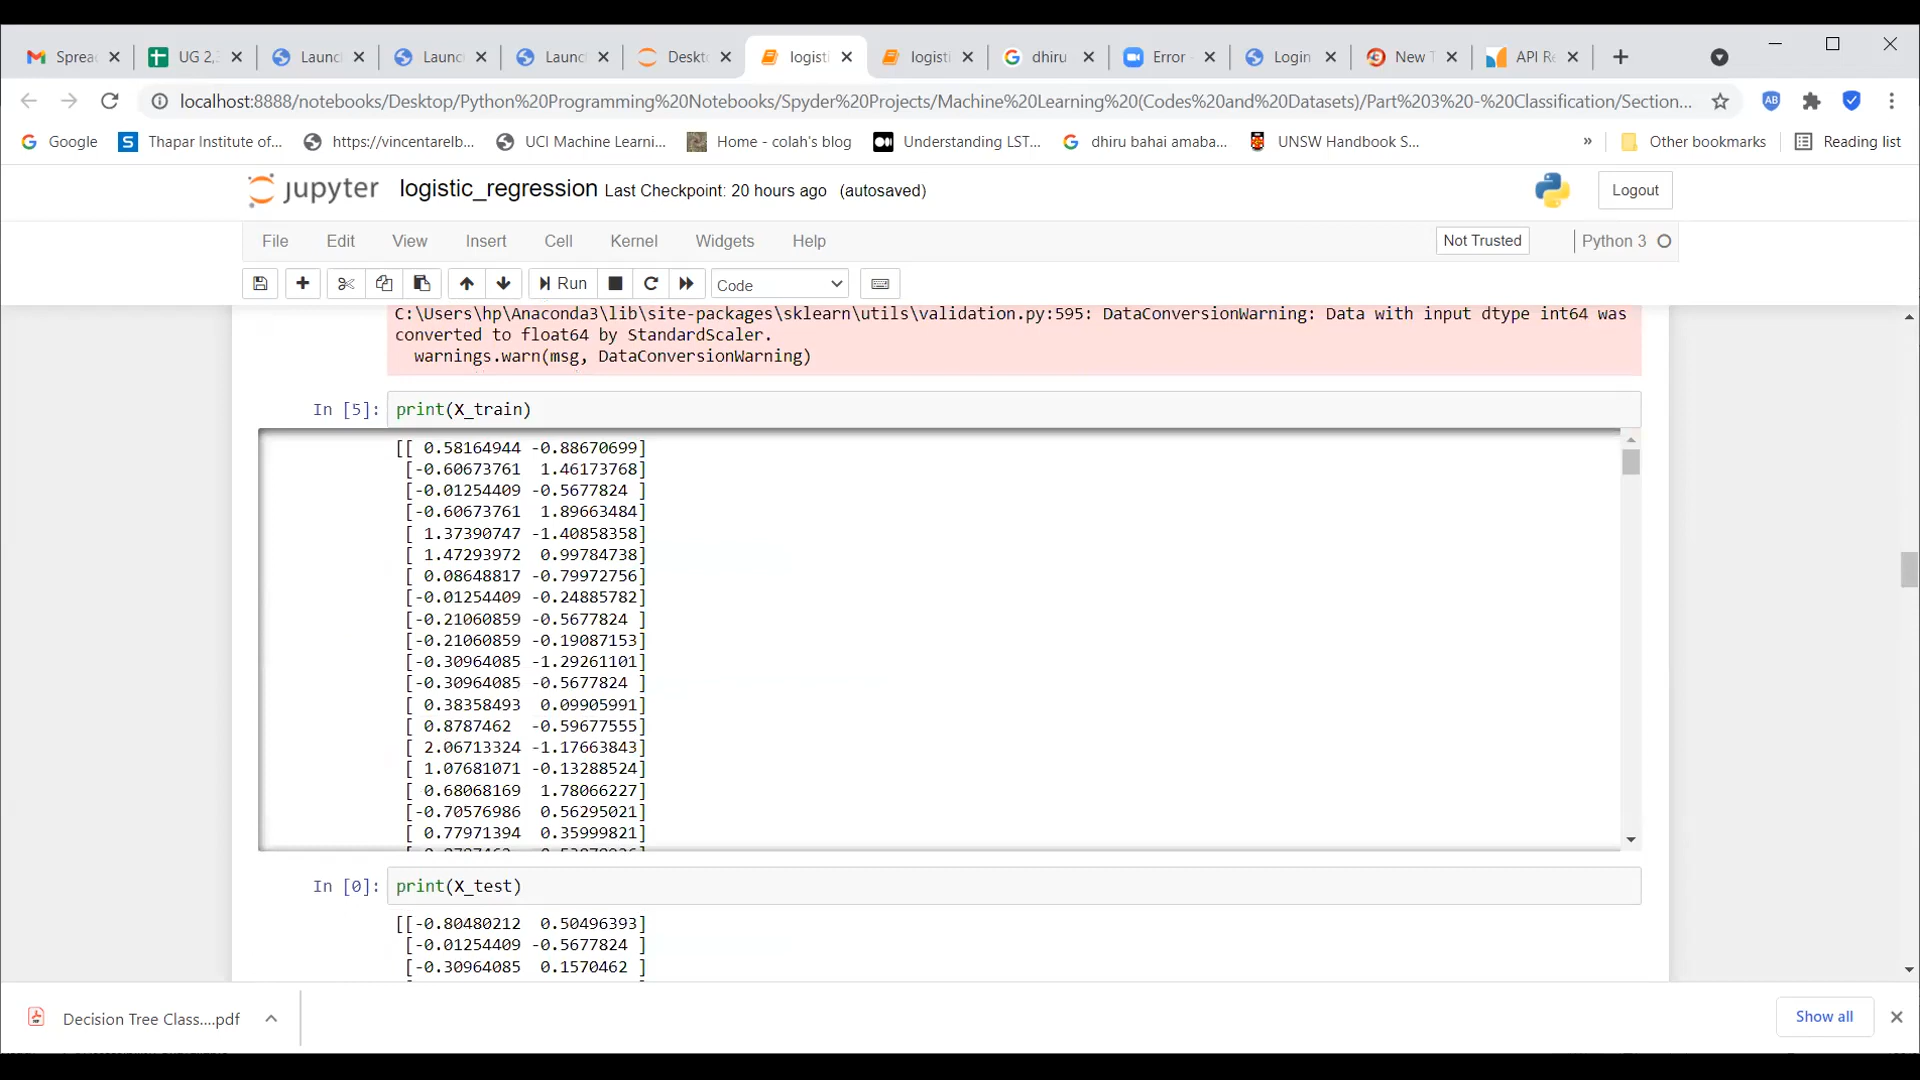 Sprea
UG 2,
Launc
Launc
Launc
Deskto
logisti
logisti
dhiru
Error -
Login
New T
API Re
localhost:8888/notebooks/Desktop/Python%20Programming%20Notebooks/Spyder%20Projects/Machine%20Learning%20(Codes%20and%20Datasets)/Part%203%20-%20Classification/Section...
Google
Thapar Institute of...
https://vincentarelb...
UCI Machine Learni...
Home - colah's blog
Understanding LST...
dhiru bahai amaba...
UNSW Handbook S...
»
Other bookmarks
Reading list
jupyter logistic_regression Last Checkpoint: 20 hours ago (autosaved)
Logout
File Edit View Insert Cell Kernel Widgets Help
Not Trusted
Python 3
Run
Code
C:\Users\hp\Anaconda3\lib\site-packages\sklearn\utils\validation.py:595: DataConversionWarning: Data with input dtype int64 was
converted to float64 by StandardScaler.
warnings.warn(msg, DataConversionWarning)
In [5]: print(X_train)
[[ 0.58164944 -0.88670699]
[-0.60673761 1.46173768]
[-0.01254409 -0.5677824 ]
[-0.60673761 1.89663484]
[ 1.37390747 -1.40858358]
[ 1.47293972 0.99784738]
[ 0.08648817 -0.79972756]
[-0.01254409 -0.24885782]
[-0.21060859 -0.5677824 ]
[-0.21060859 -0.19087153]
[-0.30964085 -1.29261101]
[-0.30964085 -0.5677824 ]
[ 0.38358493 0.09905991]
[ 0.8787462 -0.59677555]
[ 2.06713324 -1.17663843]
[ 1.07681071 -0.13288524]
[ 0.68068169 1.78066227]
[-0.70576986 0.56295021]
[ 0.77971394 0.35999821]
In [0]: print(X_test)
[[-0.80480212 0.50496393]
[-0.01254409 -0.5677824 ]
[-0.30964085 0.1570462 ]
Decision Tree Class....pdf
Show all